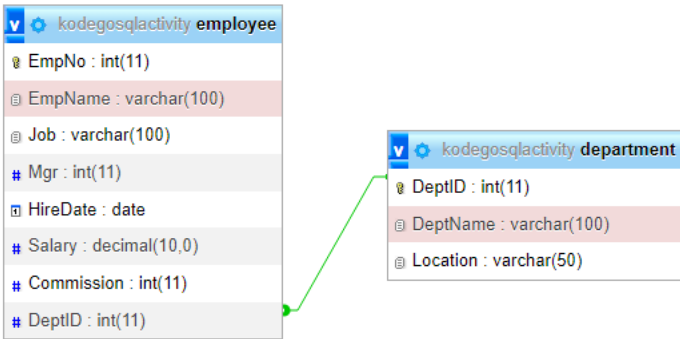 v kodegosqlactivity employee
EmpNo : int(11)
EmpName : varchar(100)
Job : varchar(100)
# Mgr : int(11)
HireDate : date
# Salary : decimal(10,0)
# Commission : int(11)
# DeptID : int(11)
v kodegosqlactivity department
DeptID : int(11)
DeptName : varchar(100)
Location : varchar(50)